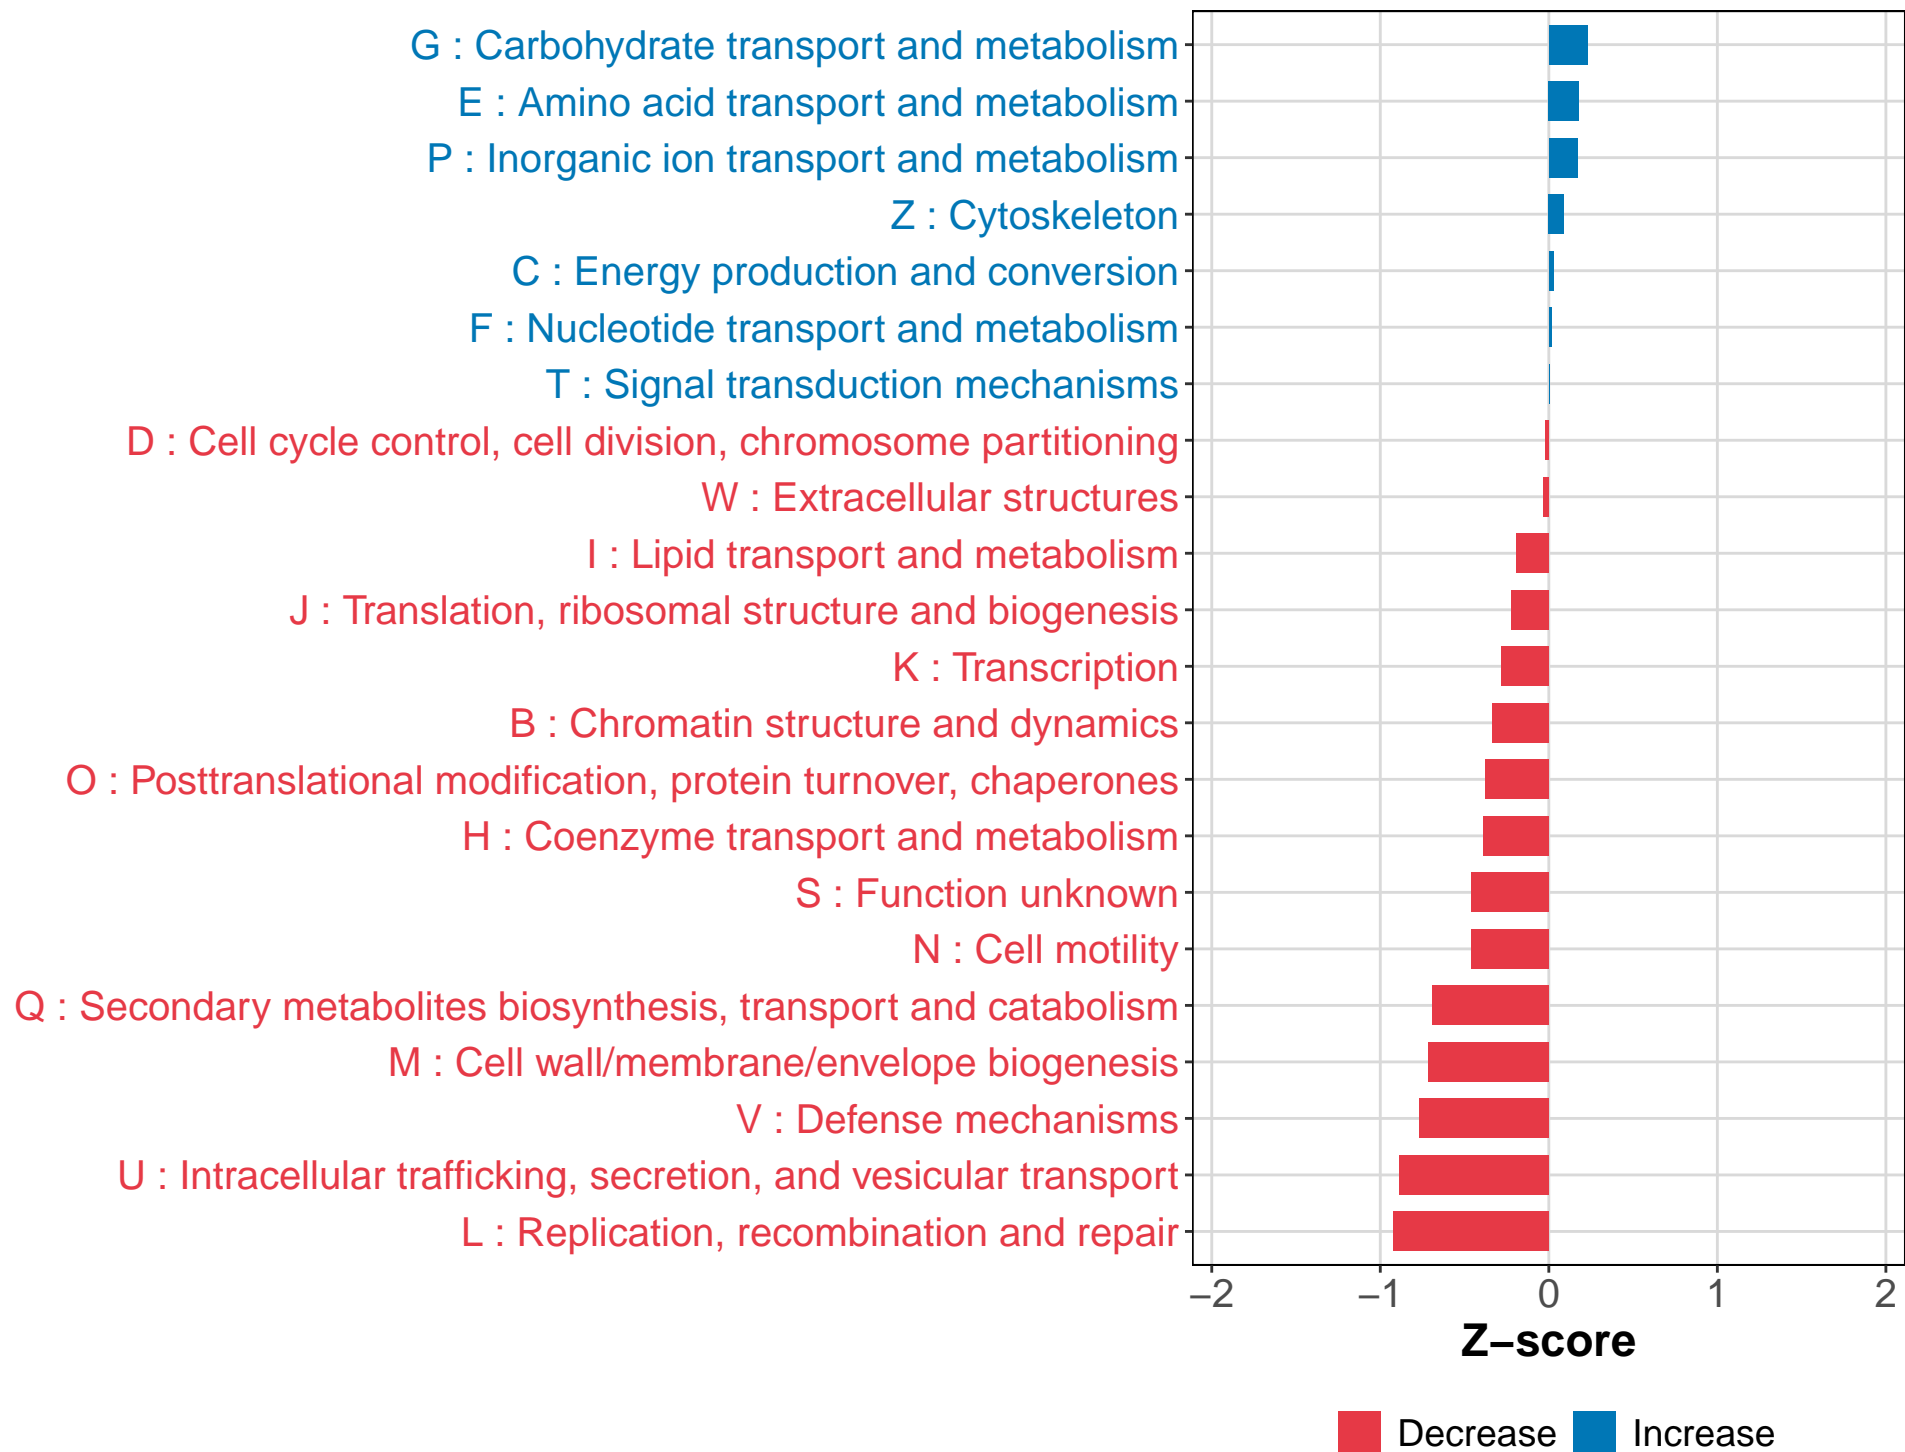 G : Carbohydrate transport and metabolism
E : Amino acid transport and metabolism
P : Inorganic ion transport and metabolism
Z : Cytoskeleton
C : Energy production and conversion
F : Nucleotide transport and metabolism
T : Signal transduction mechanisms
D : Cell cycle control, cell division, chromosome partitioning
W : Extracellular structures
I : Lipid transport and metabolism
J : Translation, ribosomal structure and biogenesis
K : Transcription
B : Chromatin structure and dynamics
O : Posttranslational modification, protein turnover, chaperones
H : Coenzyme transport and metabolism
S : Function unknown
N : Cell motility
Q : Secondary metabolites biosynthesis, transport and catabolism
M : Cell wall/membrane/envelope biogenesis
V : Defense mechanisms
U : Intracellular trafficking, secretion, and vesicular transport
L : Replication, recombination and repair
−2 −1 0 1 2
Z−score
Decrease Increase